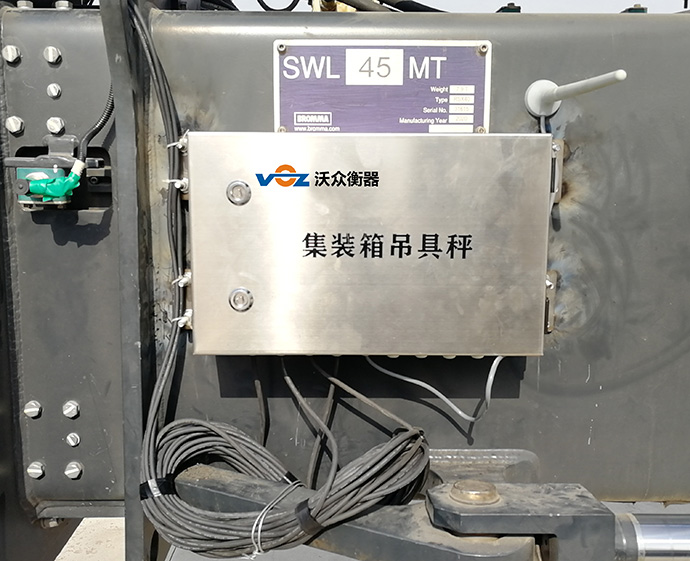 SWL 45 MT
Weight
Type
Serial No.
Manufacturing Year
BROMMA
www.bromma.com
VOZ 沃众衡器
集装箱吊具秤